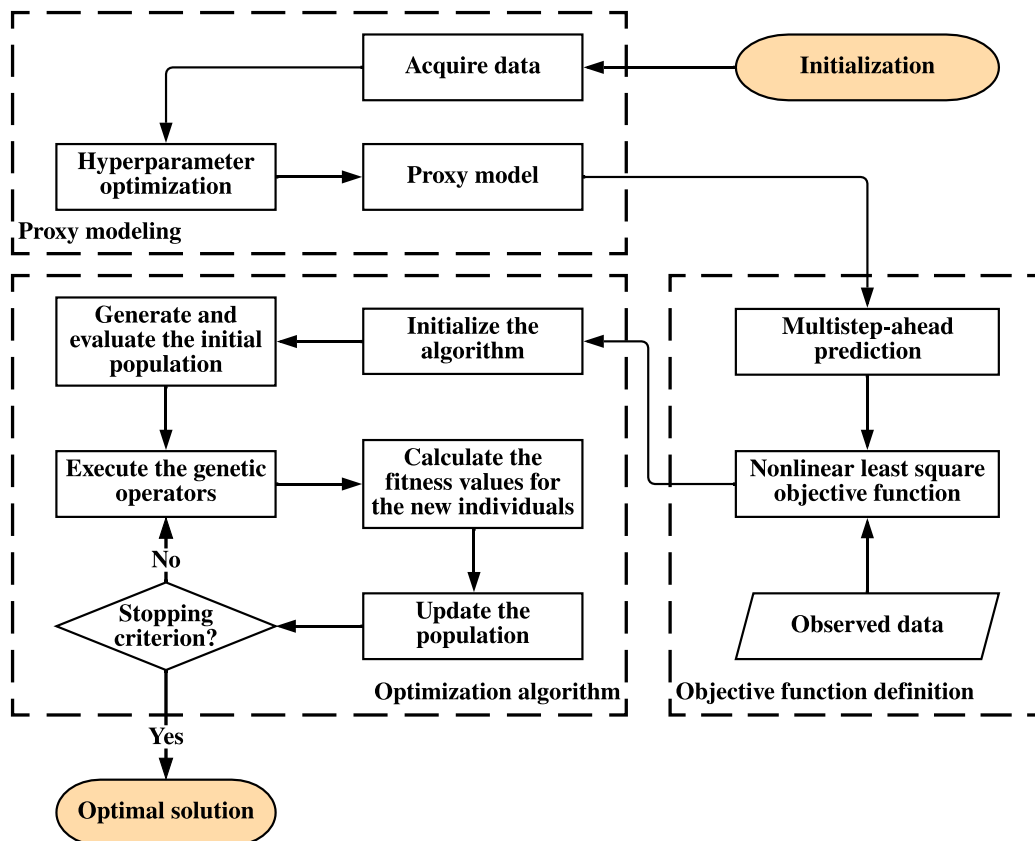 Acquire data
Initialization
Hyperparameter
optimization
Proxy model
Proxy modeling
Generate and
evaluate the initial
population
Initialize the
algorithm
Multistep-ahead
prediction
Execute the genetic
operators
Calculate the
fitness values for
the new individuals
Nonlinear least square
objective function
No
Stopping
criterion?
Update the
population
Observed data
Optimization algorithm
Objective function definition
Yes
Optimal solution